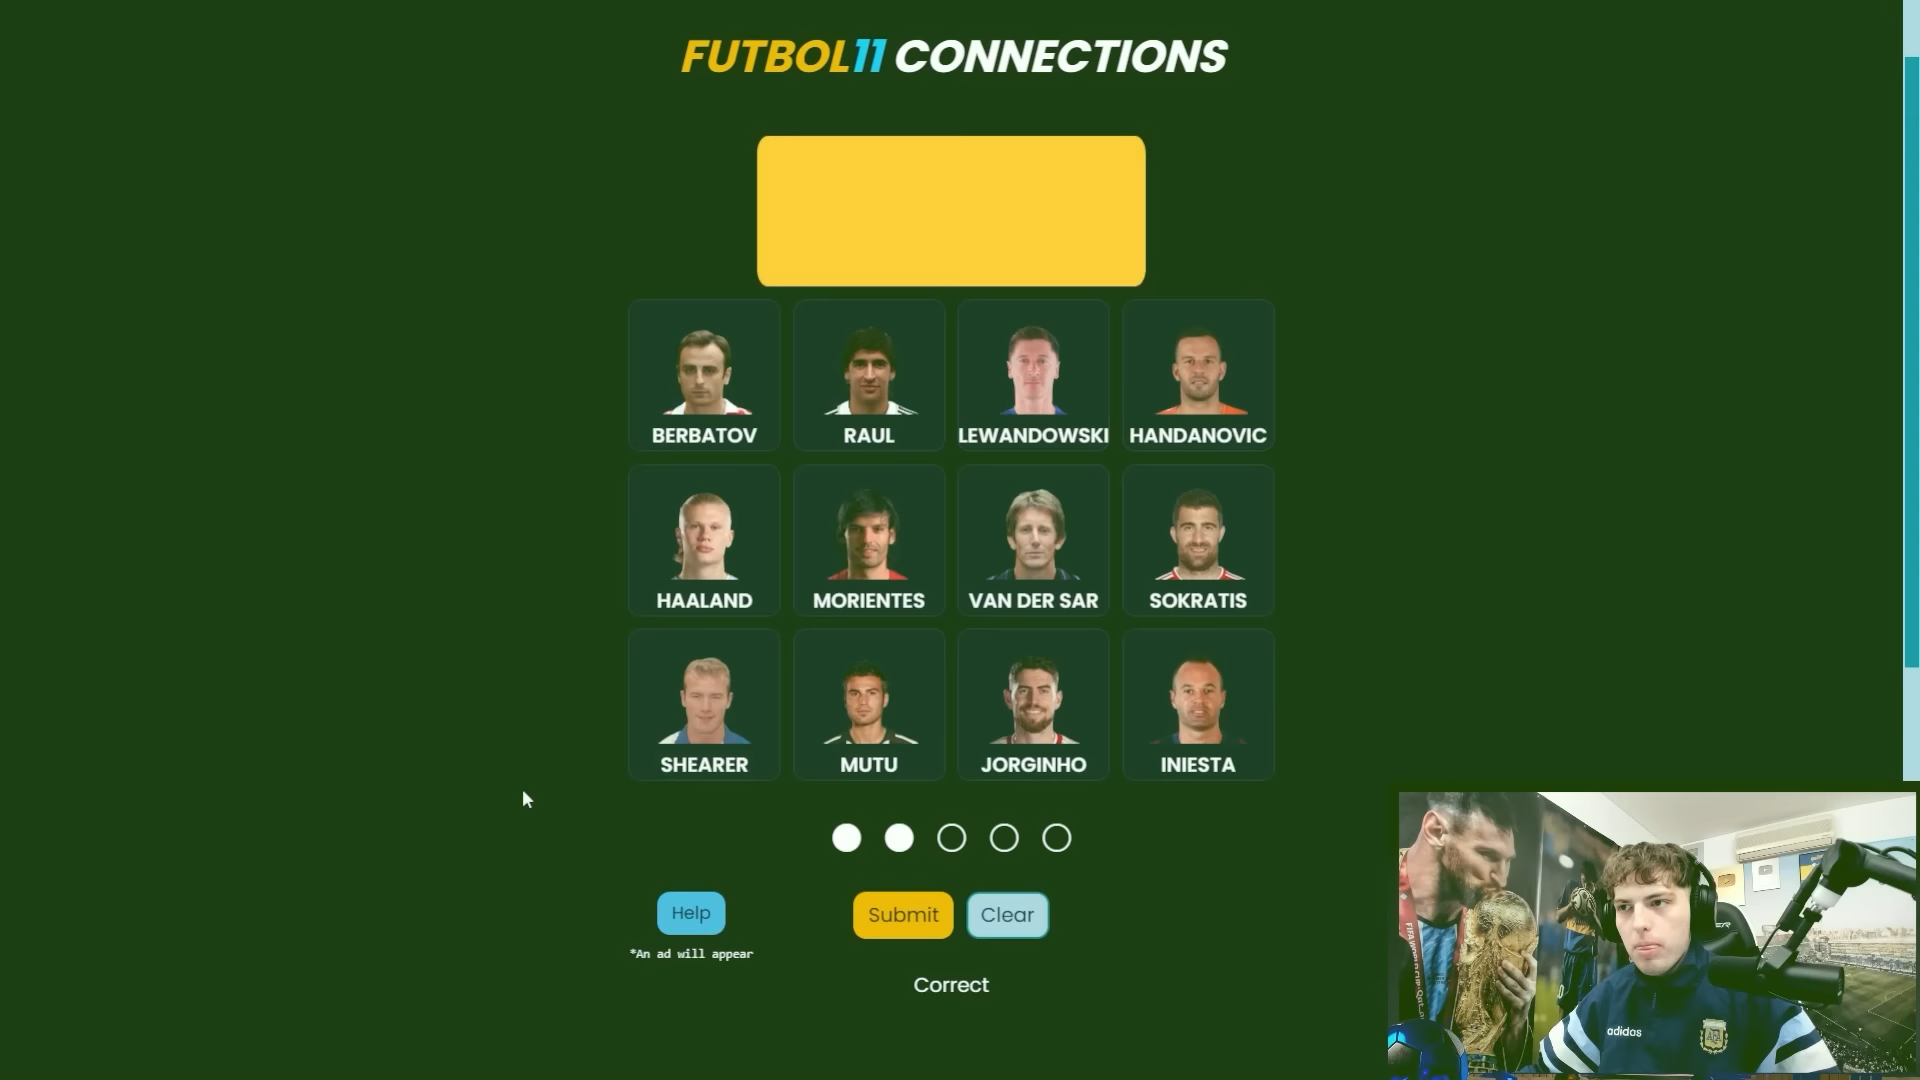 FUTBOL11 CONNECTIONS
BERBATOV
RAUL
LEWANDOWSKI
HANDANOVIC
HAALAND
MORIENTES
VAN DER SAR
SOKRATIS
SHEARER
MUTU
JORGINHO
INIESTA
Help
Submit
Clear
*An ad will appear
Correct
adidas
AFA